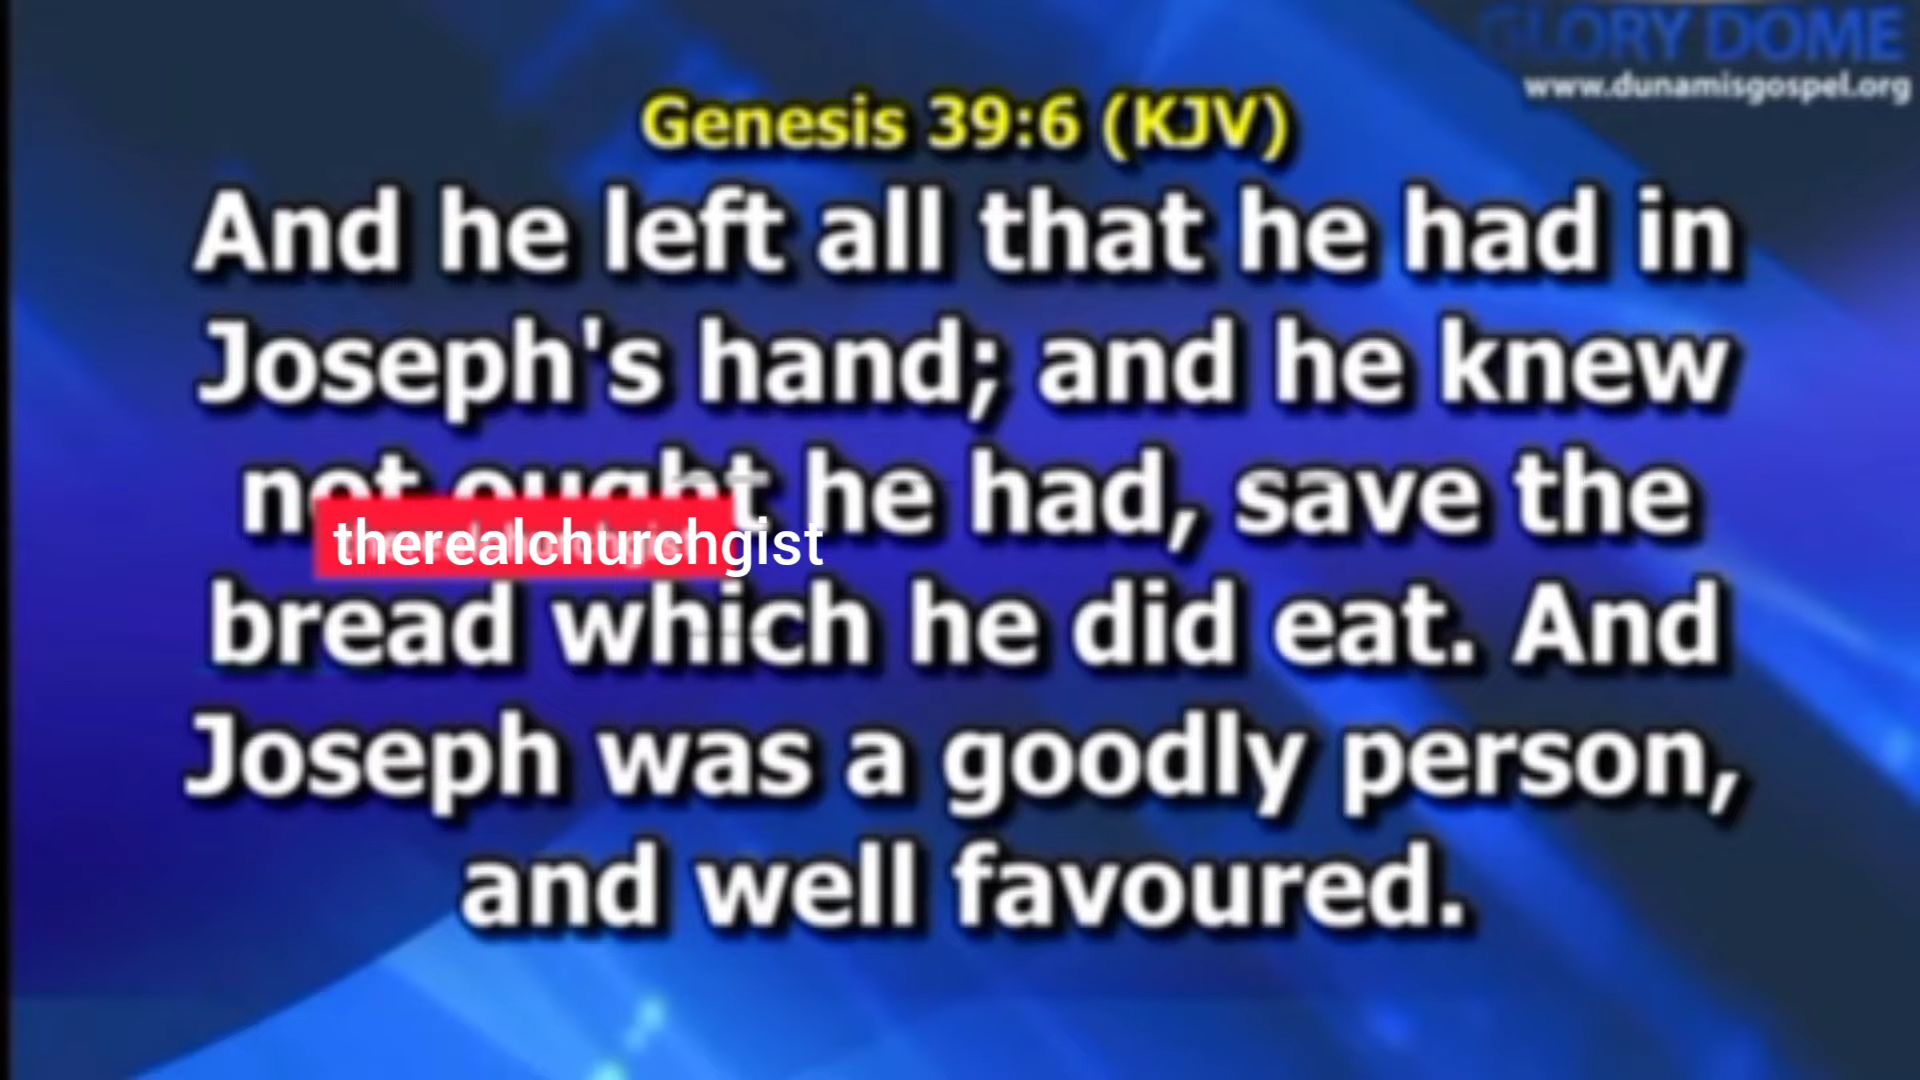 GLORY DOME
www.dunamisgospel.org
Genesis 39:6 (KJV)
And he left all that he had in
Joseph's hand; and he knew
not ought he had, save the
therealchurchgist
bread which he did eat. And
Joseph was a goodly person,
and well favoured.